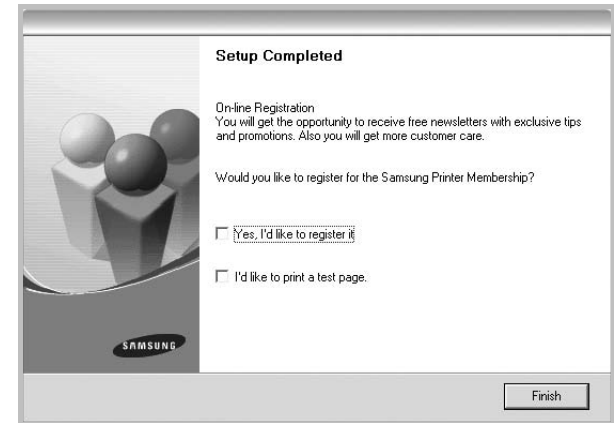 Setup Completed
On-line Registration
You will get the opportunity to receive free newsletters with exclusive tips
and promotions. Also you will get more customer care.
Would you like to register for the Samsung Printer Membership?
Yes, I'd like to register it
I'd like to print a test page.
SAMSUNG
Finish